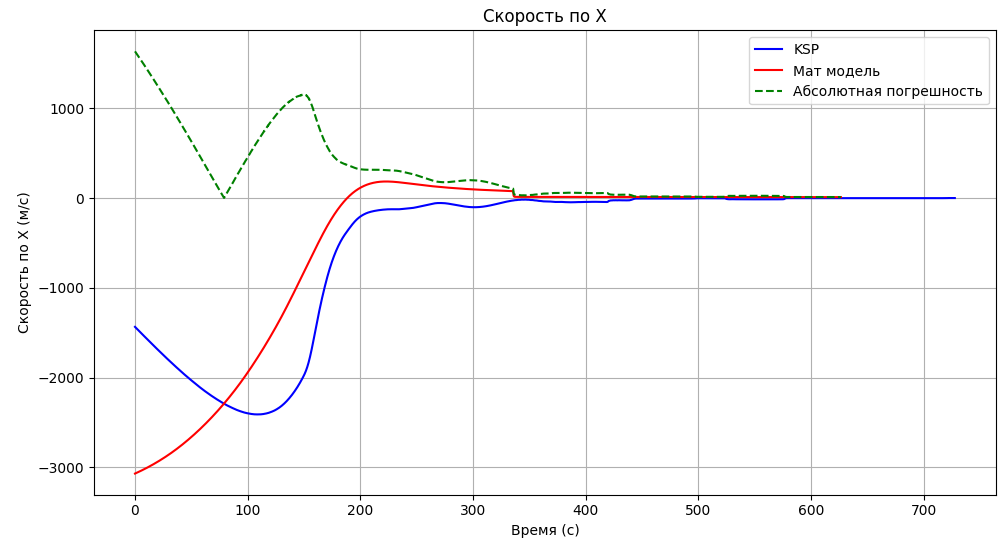 Скорость по X
KSP
Мат модель
Абсолютная погрешность
Скорость по X (м/с)
1000
0
−1000
−2000
−3000
0 100 200 300 400 500 600 700
Время (с)